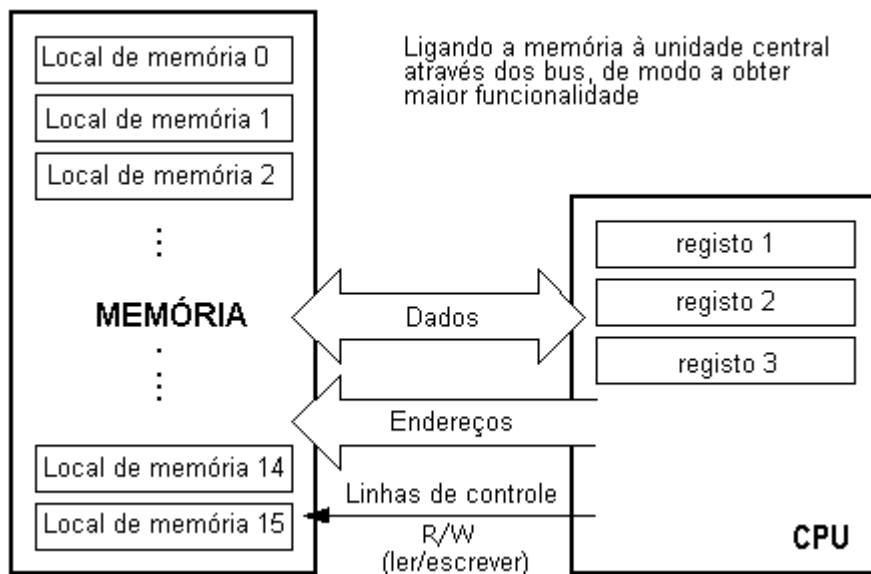 Local de memória 0
Local de memória 1
Local de memória 2
MEMÓRIA
Local de memória 14
Local de memória 15
Ligando a memória à unidade central
através dos bus, de modo a obter
maior funcionalidade
Dados
Endereços
Linhas de controle
R/W
(ler/escrever)
registo 1
registo 2
registo 3
CPU